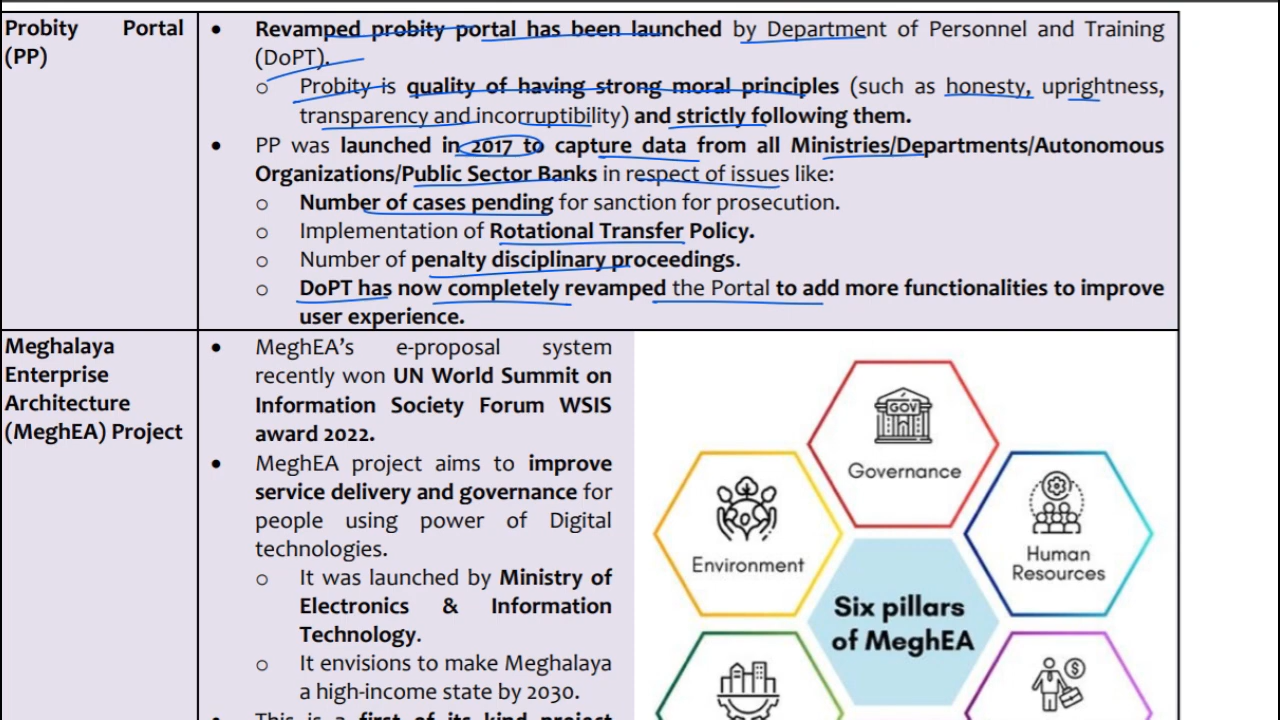 Probity Portal
(PP)
• Revamped probity portal has been launched by Department of Personnel and Training
(DoPT).
o Probity is quality of having strong moral principles (such as honesty, uprightness,
transparency and incorruptibility) and strictly following them.
• PP was launched in 2017 to capture data from all Ministries/Departments/Autonomous
Organizations/Public Sector Banks in respect of issues like:
o Number of cases pending for sanction for prosecution.
o Implementation of Rotational Transfer Policy.
o Number of penalty disciplinary proceedings.
o DoPT has now completely revamped the Portal to add more functionalities to improve
user experience.
Meghalaya
Enterprise
Architecture
(MeghEA) Project
• MeghEA's e-proposal system
recently won UN World Summit on
Information Society Forum WSIS
award 2022.
• MeghEA project aims to improve
service delivery and governance for
people using power of Digital
technologies.
o It was launched by Ministry of
Electronics & Information
Technology.
o It envisions to make Meghalaya
a high-income state by 2030.
• This is a first of its kind project
GOV
Governance
Environment
Human
Resources
Six pillars
of MeghEA